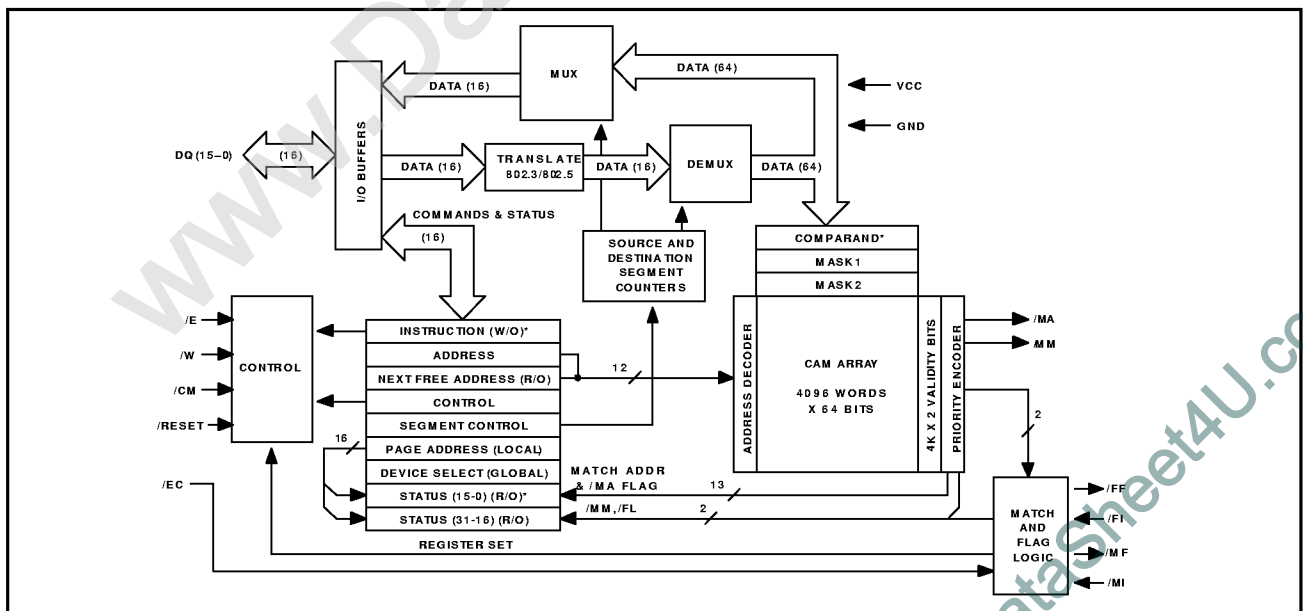 MUX
DATA (64)
DATA (16)
VCC
GND
I/O BUFFERS
DQ (15–0)
(16)
DATA (16)
TRANSLATE
802.3/802.5
DATA (16)
DEMUX
DATA (64)
COMMANDS & STATUS
(16)
SOURCE AND
DESTINATION
SEGMENT
COUNTERS
COMPARAND*
MASK1
MASK2
/E
/W
/CM
/RESET
CONTROL
INSTRUCTION (W/O)*
ADDRESS
NEXT FREE ADDRESS (R/O)
CONTROL
SEGMENT CONTROL
PAGE ADDRESS (LOCAL)
DEVICE SELECT (GLOBAL)
STATUS (15-0) (R/O)*
STATUS (31-16) (R/O)
REGISTER SET
12
16
ADDRESS DECODER
CAM ARRAY
4096 WORDS
X 64 BITS
4K X 2 VALIDITY BITS
PRIORITY ENCODER
/MA
/MM
2
MATCH ADDR
& /MA FLAG
13
/MM, /FL
2
/EC
MATCH
AND
FLAG
LOGIC
/FF
/FI
/MF
/MI
www.Da
ataSheet4U.co